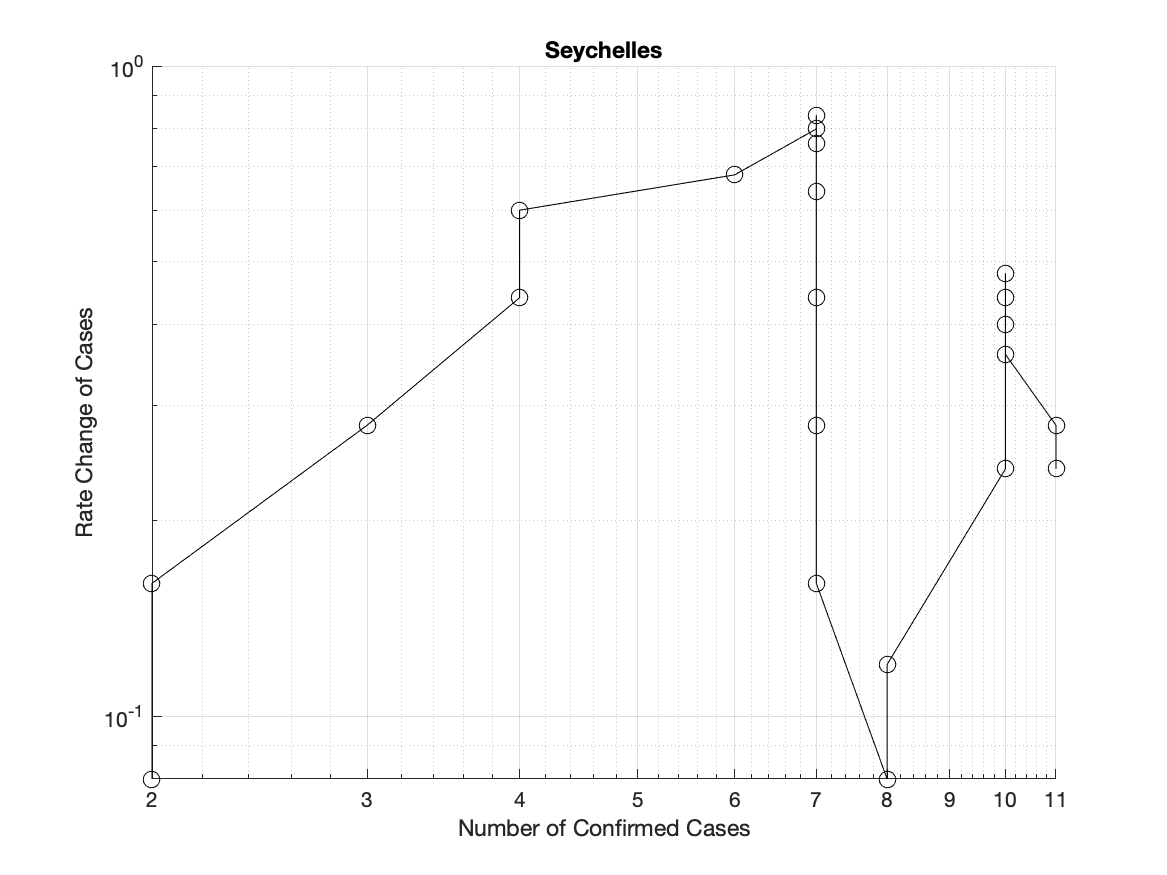 Seychelles
10^0
10^-1
Rate Change of Cases
2 3 4 5 6 7 8 9 10 11
Number of Confirmed Cases